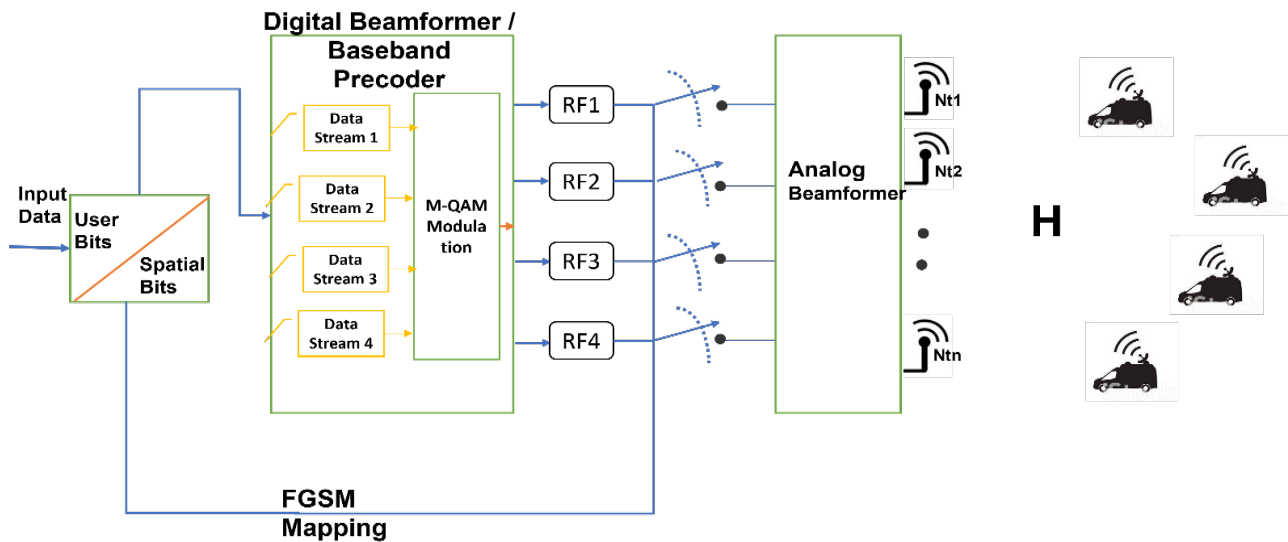 Digital Beamformer /
Baseband
Precoder
Input
Data
User
Bits
Spatial
Bits
Data
Stream 1
Data
Stream 2
Data
Stream 3
Data
Stream 4
M-QAM
Modula
tion
RF1
RF2
RF3
RF4
Analog
Beamformer
Nt1
Nt2
Ntn
H
FGSM
Mapping